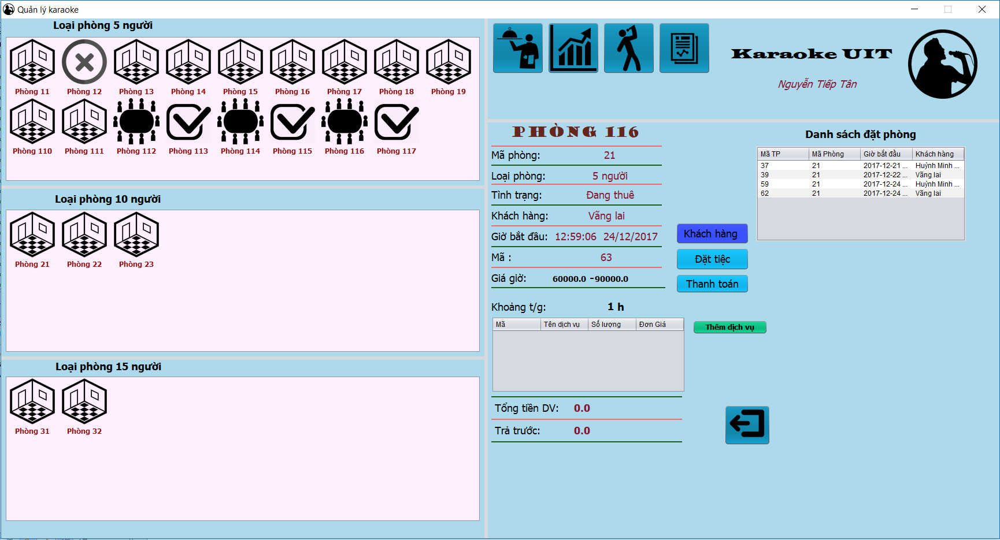 Quản lý karaoke
Loại phòng 5 người
Phòng 11 Phòng 12 Phòng 13 Phòng 14 Phòng 15 Phòng 16 Phòng 17 Phòng 18 Phòng 19
Phòng 110 Phòng 111 Phòng 112 Phòng 113 Phòng 114 Phòng 115 Phòng 116 Phòng 117
Loại phòng 10 người
Phòng 21 Phòng 22 Phòng 23
Loại phòng 15 người
Phòng 31 Phòng 32
Karaoke UIT
Nguyễn Tiếp Tân
PHÒNG 116
Mã phòng: 21
Loại phòng: 5 người
Tình trạng: Đang thuê
Khách hàng: Vãng lai
Giờ bắt đầu: 12:59:06 24/12/2017
Mã : 63
Giá giờ: 60000.0 -90000.0
Khoảng t/g: 1 h
Mã Tên dịch vụ Số lượng Đơn Giá
Tổng tiền DV: 0.0
Trả trước: 0.0
Khách hàng
Đặt tiệc
Thanh toán
Thêm dịch vụ
Danh sách đặt phòng
Mã TP Mã Phòng Giờ bắt đầu Khách hàng
37 21 2017-12-21 ... Huỳnh Minh ...
39 21 2017-12-22 ... Vãng lai
59 21 2017-12-24 ... Huỳnh Minh ...
62 21 2017-12-24 ... Vãng lai